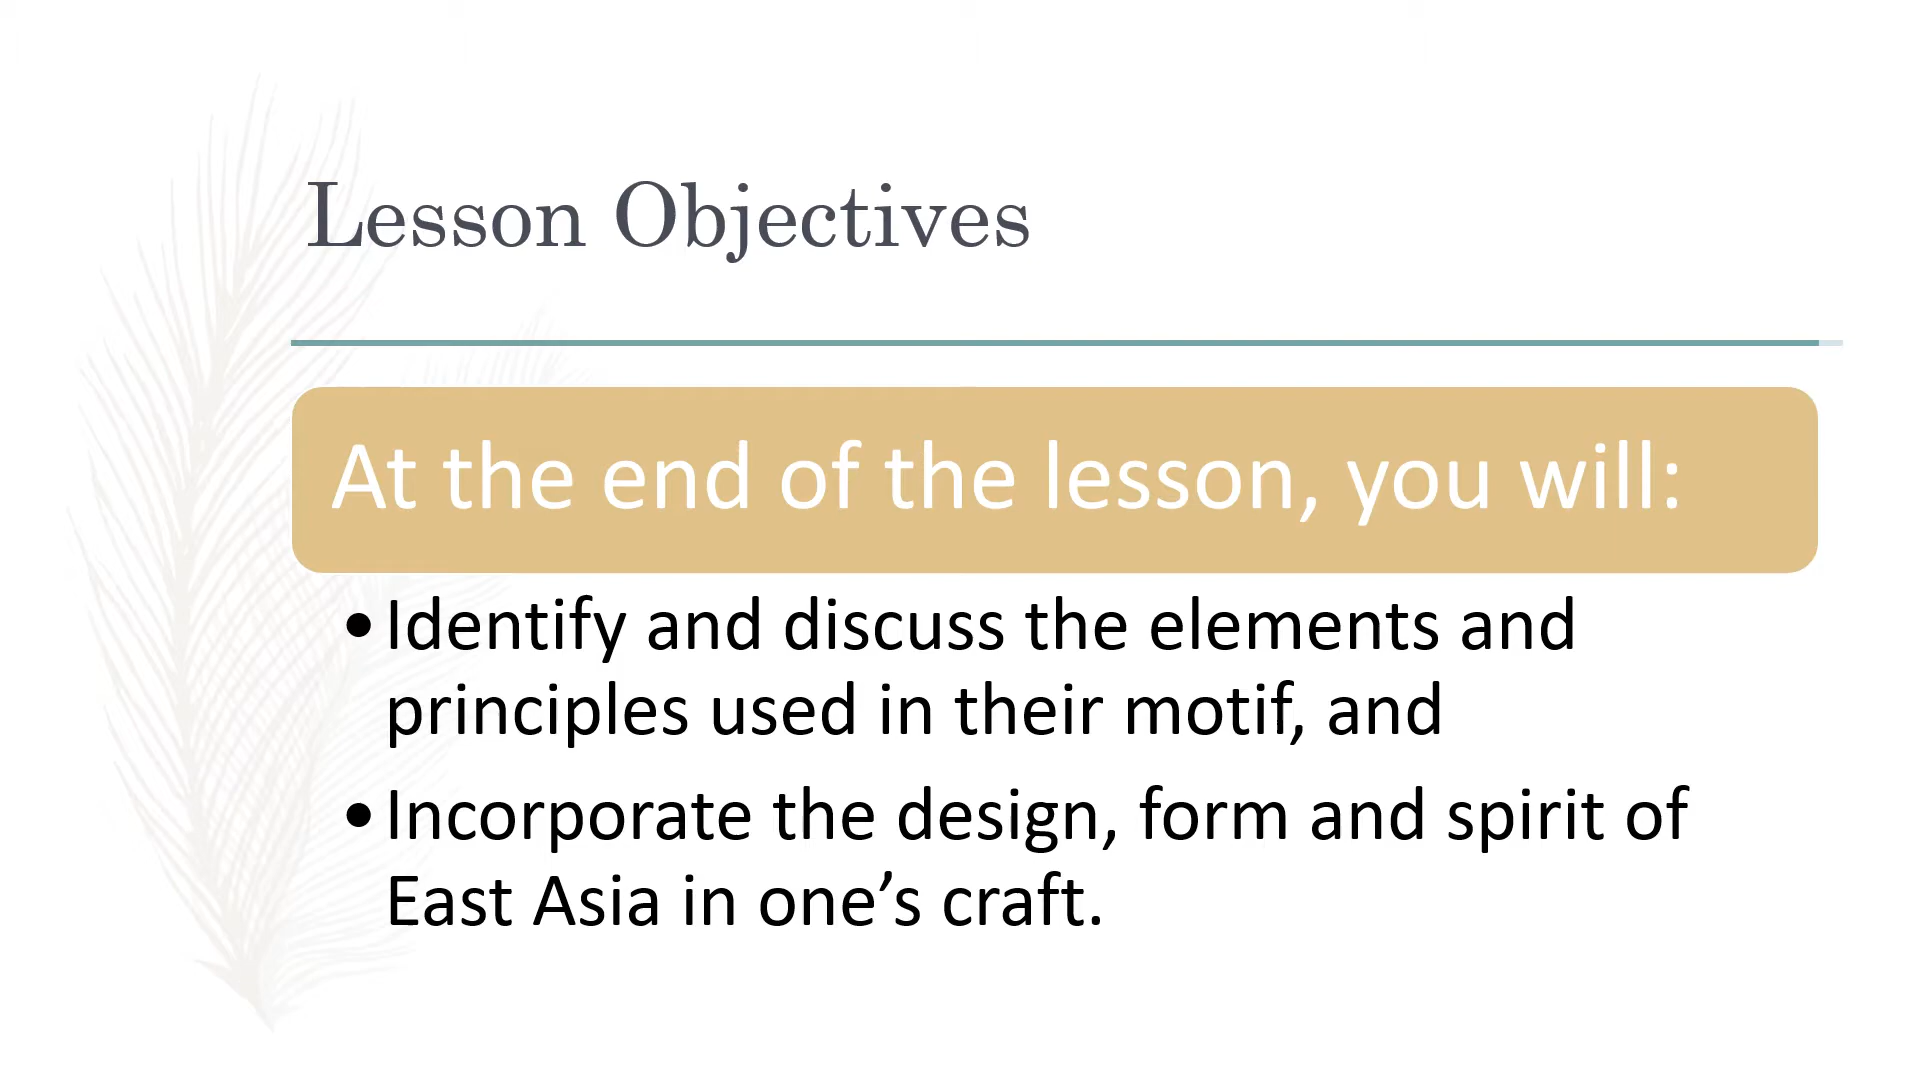 Lesson Objectives
At the end of the lesson, you will:
•Identify and discuss the elements and
principles used in their motif, and
•Incorporate the design, form and spirit of
East Asia in one’s craft.